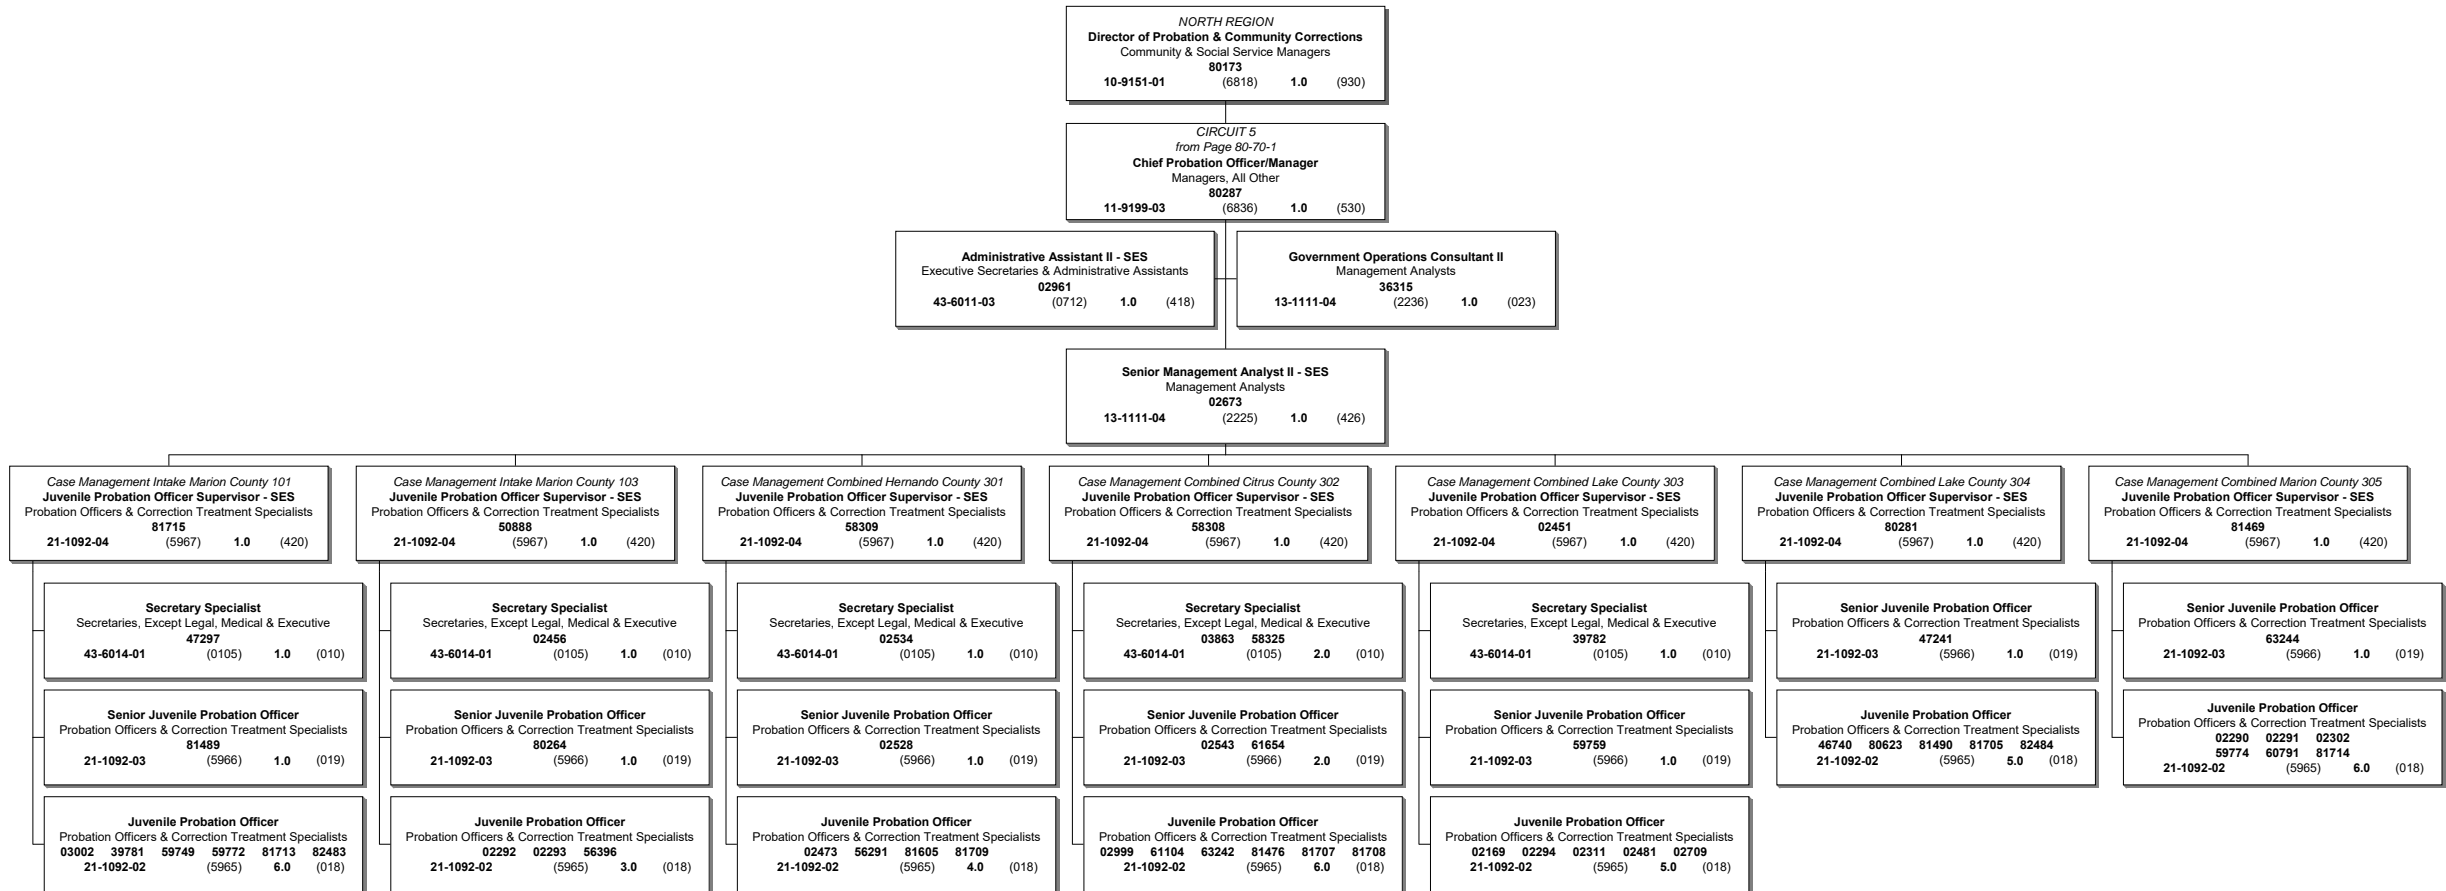 NORTH REGION
Director of Probation & Community Corrections
Community & Social Service Managers
80173
10-9151-01 (6818) 1.0 (930)
CIRCUIT 5
from Page 80-70-1
Chief Probation Officer/Manager
Managers, All Other
80287
11-9199-03 (6836) 1.0 (530)
Administrative Assistant II - SES
Executive Secretaries & Administrative Assistants
02961
43-6011-03 (0712) 1.0 (418)
Government Operations Consultant II
Management Analysts
36315
13-1111-04 (2236) 1.0 (023)
Senior Management Analyst II - SES
Management Analysts
02673
13-1111-04 (2225) 1.0 (426)
Case Management Intake Marion County 101
Juvenile Probation Officer Supervisor - SES
Probation Officers & Correction Treatment Specialists
81715
21-1092-04 (5967) 1.0 (420)
Secretary Specialist
Secretaries, Except Legal, Medical & Executive
47297
43-6014-01 (0105) 1.0 (010)
Senior Juvenile Probation Officer
Probation Officers & Correction Treatment Specialists
81489
21-1092-03 (5966) 1.0 (019)
Juvenile Probation Officer
Probation Officers & Correction Treatment Specialists
03002 39781 59749 59772 81713 82483
21-1092-02 (5965) 6.0 (018)
Case Management Intake Marion County 103
Juvenile Probation Officer Supervisor - SES
Probation Officers & Correction Treatment Specialists
50888
21-1092-04 (5967) 1.0 (420)
Secretary Specialist
Secretaries, Except Legal, Medical & Executive
02456
43-6014-01 (0105) 1.0 (010)
Senior Juvenile Probation Officer
Probation Officers & Correction Treatment Specialists
80264
21-1092-03 (5966) 1.0 (019)
Juvenile Probation Officer
Probation Officers & Correction Treatment Specialists
02292 02293 56396
21-1092-02 (5965) 3.0 (018)
Case Management Combined Hernando County 301
Juvenile Probation Officer Supervisor - SES
Probation Officers & Correction Treatment Specialists
58309
21-1092-04 (5967) 1.0 (420)
Secretary Specialist
Secretaries, Except Legal, Medical & Executive
02534
43-6014-01 (0105) 1.0 (010)
Senior Juvenile Probation Officer
Probation Officers & Correction Treatment Specialists
02528
21-1092-03 (5966) 1.0 (019)
Juvenile Probation Officer
Probation Officers & Correction Treatment Specialists
02473 56291 81605 81709
21-1092-02 (5965) 4.0 (018)
Case Management Combined Citrus County 302
Juvenile Probation Officer Supervisor - SES
Probation Officers & Correction Treatment Specialists
58308
21-1092-04 (5967) 1.0 (420)
Secretary Specialist
Secretaries, Except Legal, Medical & Executive
03863 58325
43-6014-01 (0105) 2.0 (010)
Senior Juvenile Probation Officer
Probation Officers & Correction Treatment Specialists
02543 61654
21-1092-03 (5966) 2.0 (019)
Juvenile Probation Officer
Probation Officers & Correction Treatment Specialists
02999 61104 63242 81476 81707 81708
21-1092-02 (5965) 6.0 (018)
Case Management Combined Lake County 303
Juvenile Probation Officer Supervisor - SES
Probation Officers & Correction Treatment Specialists
02451
21-1092-04 (5967) 1.0 (420)
Secretary Specialist
Secretaries, Except Legal, Medical & Executive
39782
43-6014-01 (0105) 1.0 (010)
Senior Juvenile Probation Officer
Probation Officers & Correction Treatment Specialists
59759
21-1092-03 (5966) 1.0 (019)
Juvenile Probation Officer
Probation Officers & Correction Treatment Specialists
02169 02294 02311 02481 02709
21-1092-02 (5965) 5.0 (018)
Case Management Combined Lake County 304
Juvenile Probation Officer Supervisor - SES
Probation Officers & Correction Treatment Specialists
80281
21-1092-04 (5967) 1.0 (420)
Senior Juvenile Probation Officer
Probation Officers & Correction Treatment Specialists
47241
21-1092-03 (5966) 1.0 (019)
Juvenile Probation Officer
Probation Officers & Correction Treatment Specialists
46740 80623 81490 81705 82484
21-1092-02 (5965) 5.0 (018)
Case Management Combined Marion County 305
Juvenile Probation Officer Supervisor - SES
Probation Officers & Correction Treatment Specialists
81469
21-1092-04 (5967) 1.0 (420)
Senior Juvenile Probation Officer
Probation Officers & Correction Treatment Specialists
63244
21-1092-03 (5966) 1.0 (019)
Juvenile Probation Officer
Probation Officers & Correction Treatment Specialists
02290 02291 02302
59774 60791 81714
21-1092-02 (5965) 6.0 (018)